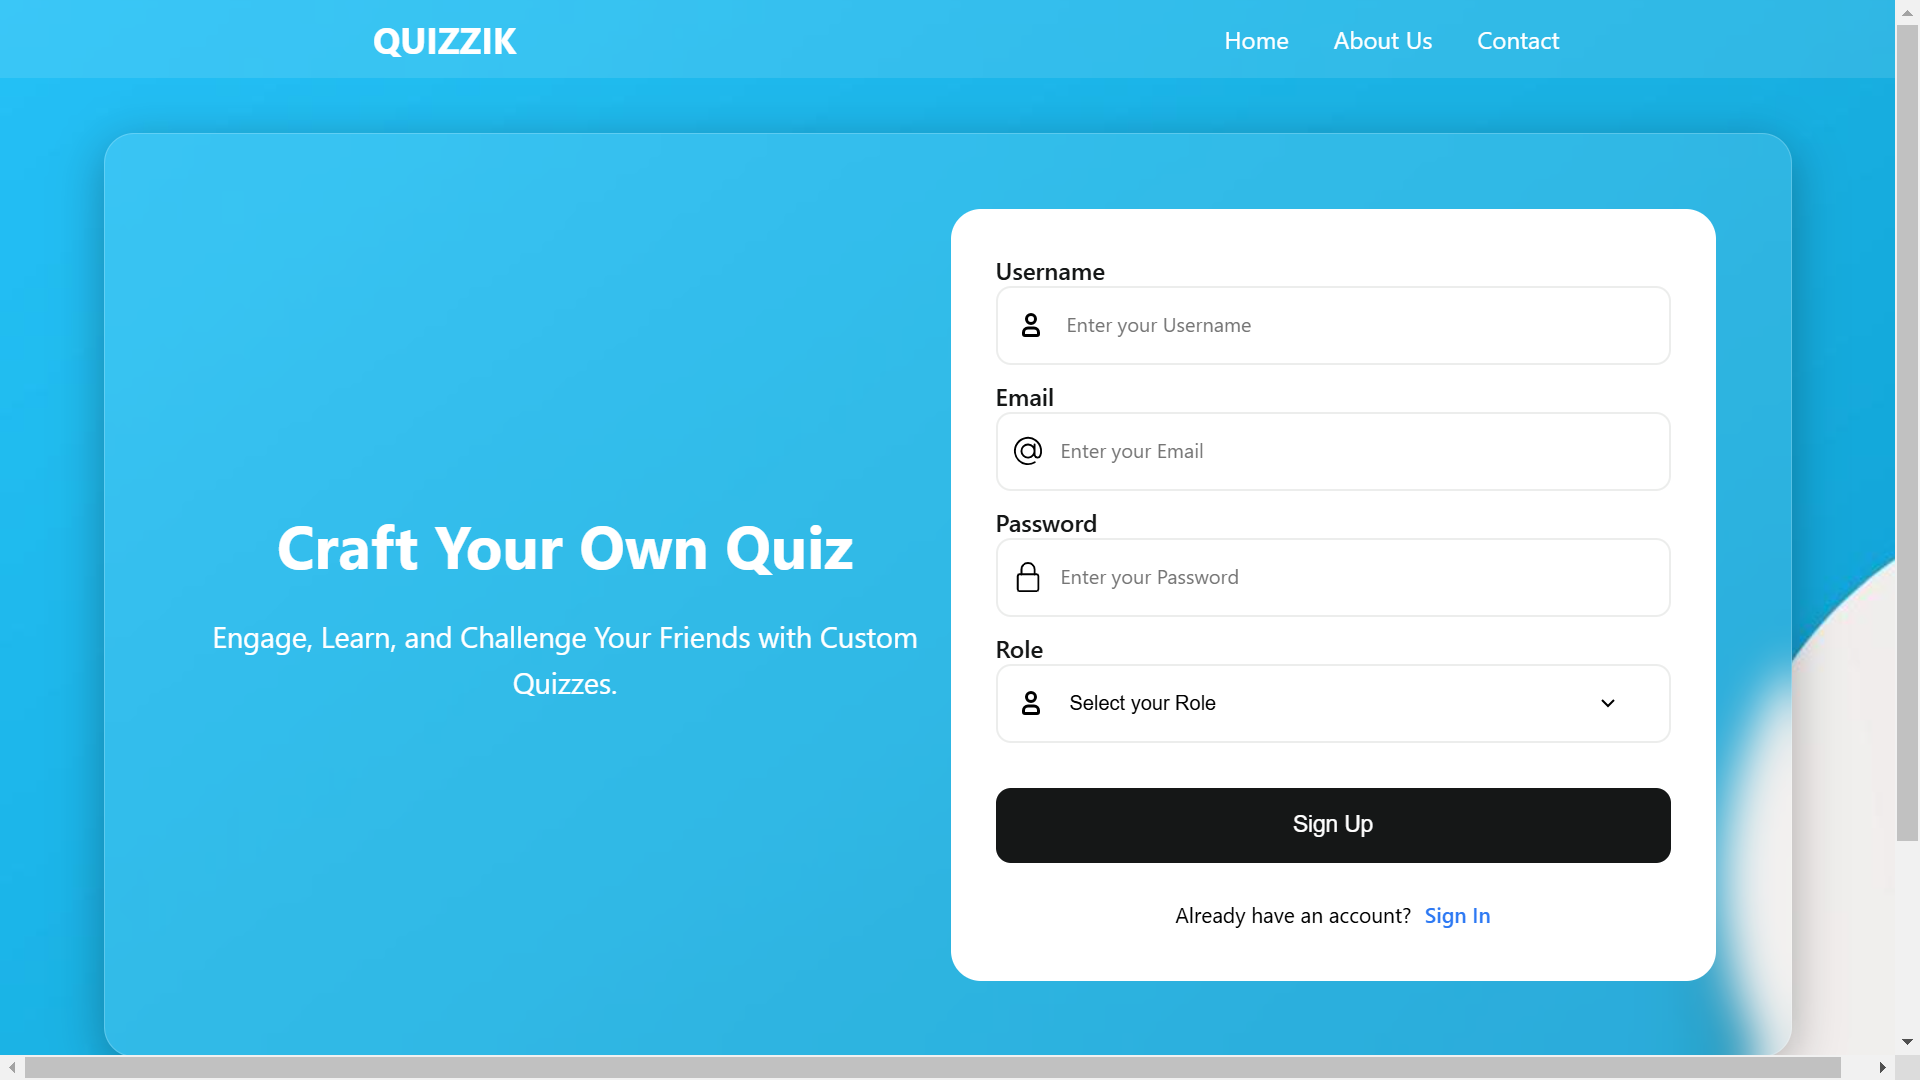 QUIZZIK
Home
About Us
Contact
Craft Your Own Quiz
Engage, Learn, and Challenge Your Friends with Custom
Quizzes.
Username
Enter your Username
Email
Enter your Email
Password
Enter your Password
Role
Select your Role
Sign Up
Already have an account? Sign In